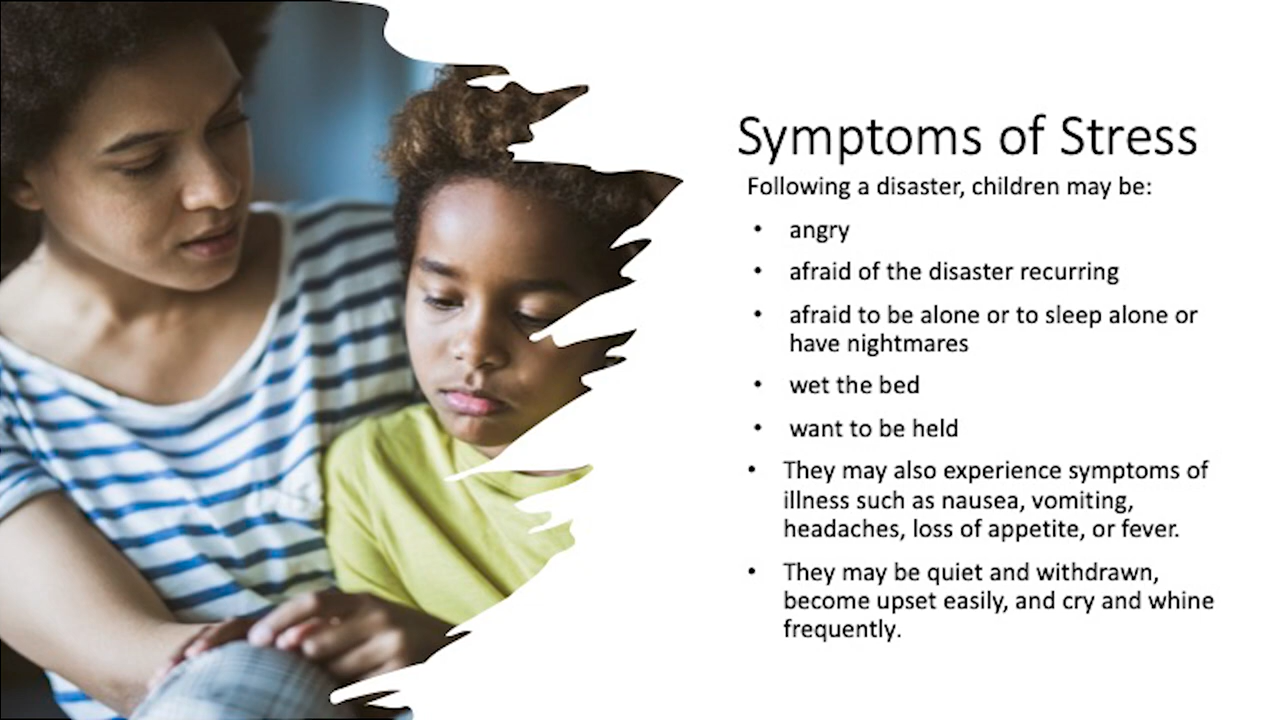 Symptoms of Stress
Following a disaster, children may be:
• angry
• afraid of the disaster recurring
• afraid to be alone or to sleep alone or
have nightmares
• wet the bed
• want to be held
• They may also experience symptoms of
illness such as nausea, vomiting,
headaches, loss of appetite, or fever.
• They may be quiet and withdrawn,
become upset easily, and cry and whine
frequently.